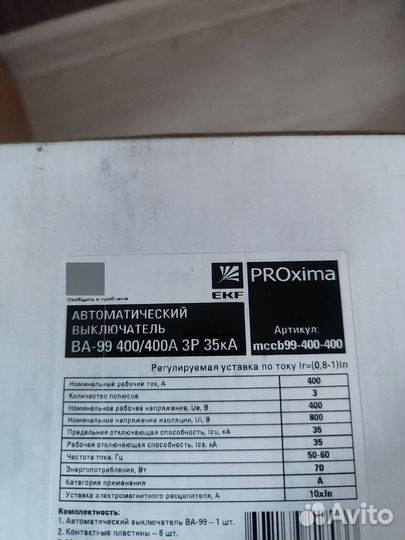 Сообщить о проблеме
EKF
PROxima
АВТОМАТИЧЕСКИЙ
ВЫКЛЮЧАТЕЛЬ
ВА-99 400/400А 3Р 35кА
Артикул:
mccb99-400-400
Регулируемая уставка по току Ir=(0,8-1)In
Номинальный рабочий ток, А 400
Количество полюсов 3
Номинальное рабочее напряжение, Ue, В 400
Номинальное напряжение изоляции, Ui, В 800
Предельная отключающая способность, Icu, кА 35
Рабочая отключающая способность, Ics, кА 35
Частота тока, Гц 50-60
Энергопотребление, Вт 70
Категория применения А
Уставка электромагнитного расцепителя, А 10xIn
Комплектность:
1. Автоматический выключатель ВА-99 – 1 шт.
2. Контактные пластины – 6 шт.
Avito